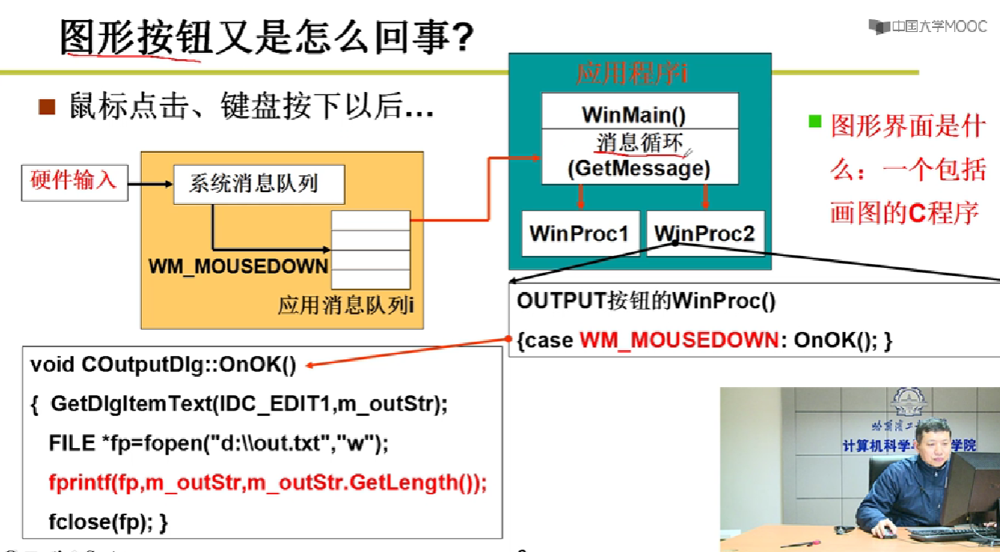 图形按钮又是怎么回事?
中国大学MOOC
鼠标点击、键盘按下以后...
硬件输入
系统消息队列
WM_MOUSEDOWN
应用消息队列i
应用程序i
WinMain()
消息循环
(GetMessage)
WinProc1
WinProc2
图形界面是什
么：一个包括
画图的C程序
OUTPUT按钮的WinProc()
{case WM_MOUSEDOWN: OnOK(); }
void COutputDlg::OnOK()
{ GetDlgItemText(IDC_EDIT1,m_outStr);
FILE *fp=fopen("d:\\out.txt","w");
fprintf(fp,m_outStr,m_outStr.GetLength());
fclose(fp); }
计算机科学
学院